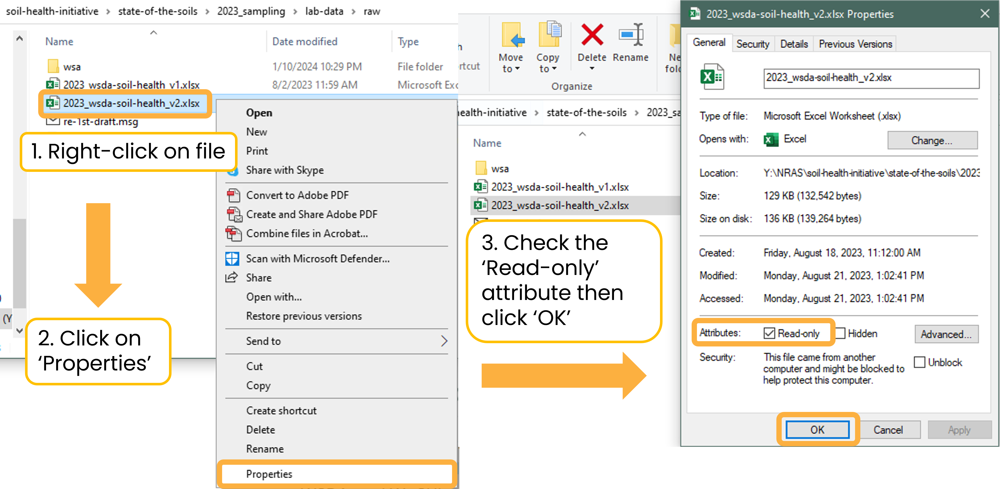 soil-health-initiative > state-of-the-soils > 2023_sampling > lab-data > raw
Name Date modified Type
wsa 1/10/2024 10:29 PM File folder
2023_wsda-soil-health_v1.xlsx 8/2/2023 11:59 AM Microsoft Exc
2023_wsda-soil-health_v2.xlsx
re-1st-draft.msg
1. Right-click on file
(Y
2. Click on
‘Properties’
Open
New
Print
Share with Skype
Convert to Adobe PDF
Create and Share Adobe PDF
Combine files in Acrobat...
Scan with Microsoft Defender...
Share
Open with...
Restore previous versions
Send to
Cut
Copy
Create shortcut
Delete
Rename
Properties
h
rtcut
Move
to
Copy
to
Delete
Rename
Ne
fold
Organize
ealth-initiative > state-of-the-soils > 2023_sa
Name
wsa
2023_wsda-soil-health_v1.xlsx
2023_wsda-soil-health_v2.xlsx
3. Check the
‘Read-only’
attribute then
click ‘OK’
2023_wsda-soil-health_v2.xlsx Properties
General Security Details Previous Versions
2023_wsda-soil-health_v2.xlsx
Type of file: Microsoft Excel Worksheet (.xlsx)
Opens with: Excel Change...
Location: Y:\NRAS\soil-health-initiative\state-of-the-soils\2023
Size: 129 KB (132,542 bytes)
Size on disk: 136 KB (139,264 bytes)
Created: Friday, August 18, 2023, 11:12:00 AM
Modified: Monday, August 21, 2023, 1:02:41 PM
Accessed: Monday, August 21, 2023, 1:02:41 PM
Attributes: Read-only Hidden Advanced...
Security: This file came from another
computer and might be blocked to
help protect this computer.
Unblock
OK Cancel Apply